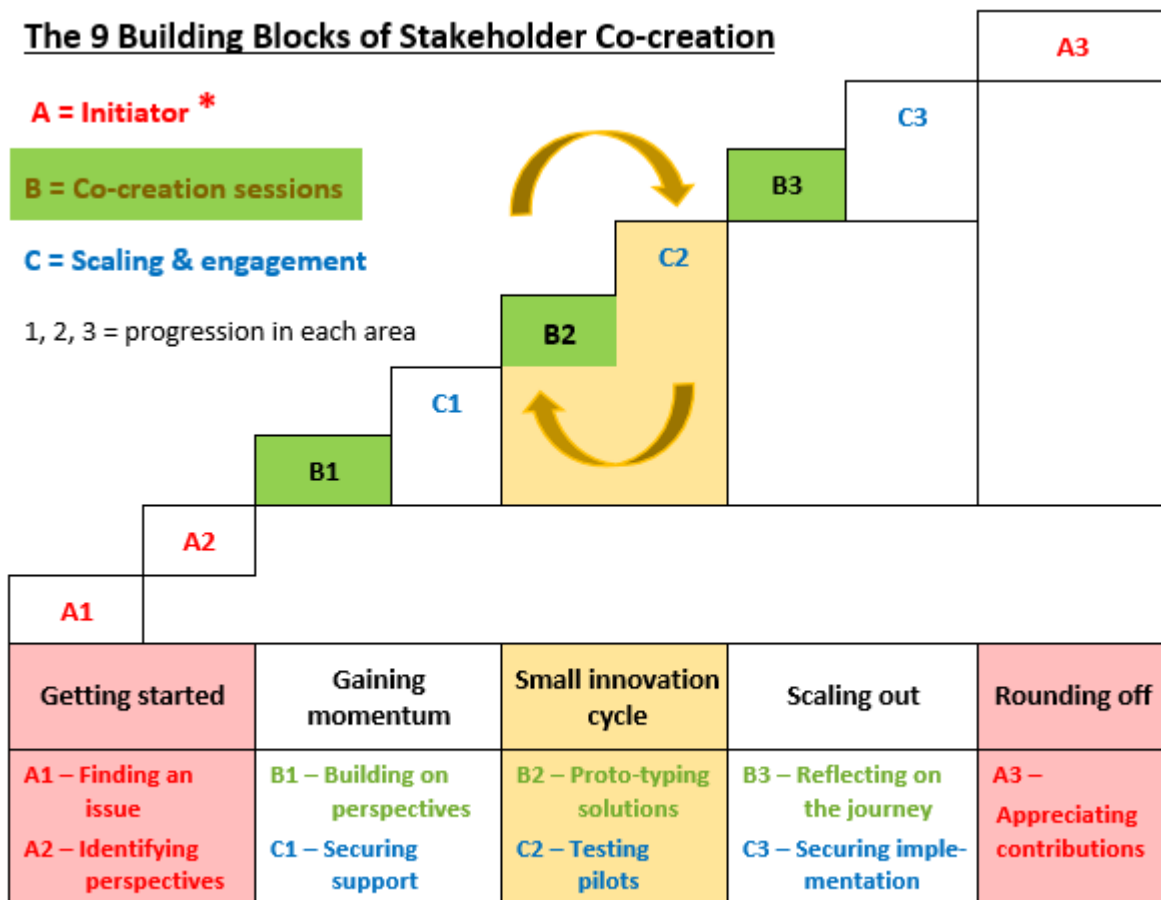 The 9 Building Blocks of Stakeholder Co-creation
A = Initiator *
B = Co-creation sessions
C = Scaling & engagement
1, 2, 3 = progression in each area
A3
C3
B3
C2
B2
C1
B1
A2
A1
Getting started
Gaining
momentum
Small innovation
cycle
Scaling out
Rounding off
A1 – Finding an
issue
A2 – Identifying
perspectives
B1 – Building on
perspectives
C1 – Securing
support
B2 – Proto-typing
solutions
C2 – Testing
pilots
B3 – Reflecting on
the journey
C3 – Securing imple-
mentation
A3 –
Appreciating
contributions